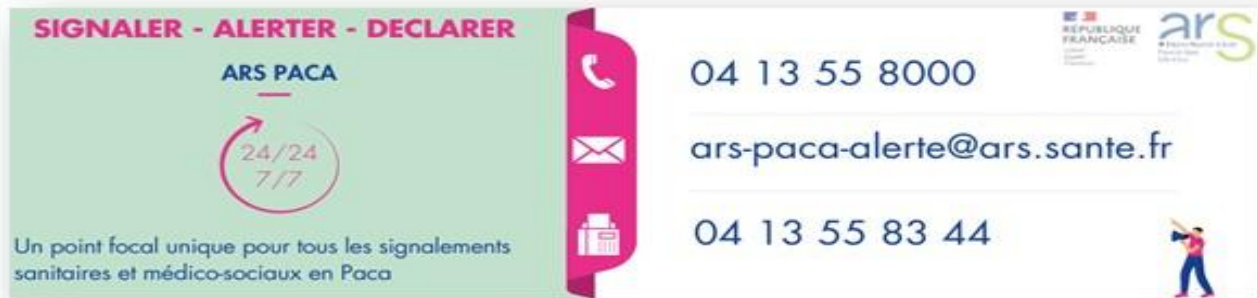 SIGNALER - ALERTER - DECLARER
ARS PACA
24/24
7/7
Un point focal unique pour tous les signalements
sanitaires et médico-sociaux en Paca
04 13 55 8000
ars-paca-alerte@ars.sante.fr
04 13 55 83 44
RÉPUBLIQUE
FRANÇAISE
ars